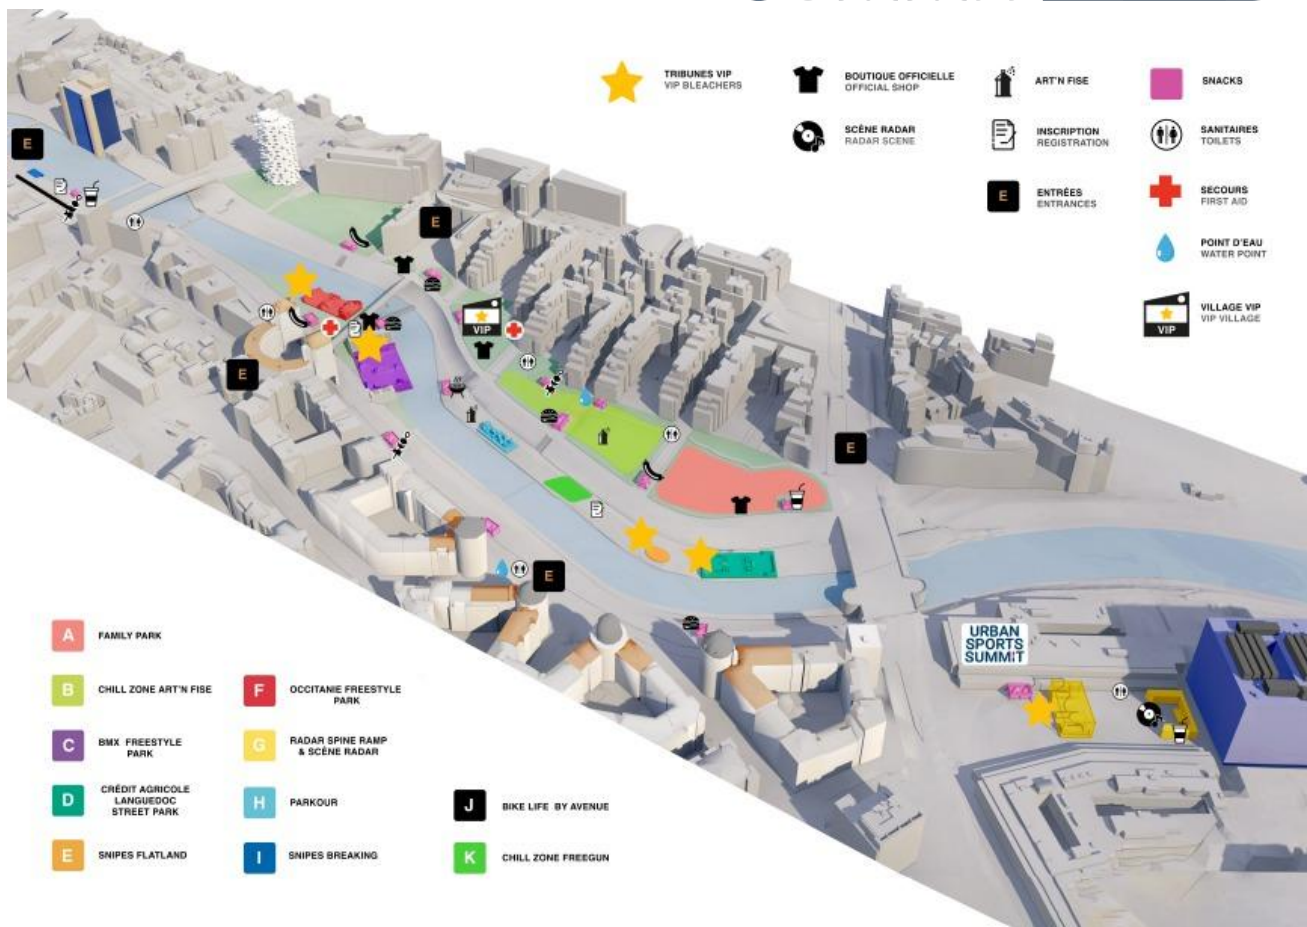 TRIBUNES VIP
VIP BLEACHERS
BOUTIQUE OFFICIELLE
OFFICIAL SHOP
ART'N FISE
SNACKS
SCÈNE RADAR
RADAR SCENE
INSCRIPTION
REGISTRATION
SANITAIRES
TOILETS
E
ENTRÉES
ENTRANCES
SECOURS
FIRST AID
POINT D'EAU
WATER POINT
VIP
VILLAGE VIP
VIP VILLAGE
E
E
VIP
E
E
E
URBAN
SPORTS
SUMMIT
A
FAMILY PARK
B
CHILL ZONE ART'N FISE
C
BMX FREESTYLE
PARK
D
CRÉDIT AGRICOLE
LANGUEDOC
STREET PARK
E
SNIPES FLATLAND
F
OCCITANIE FREESTYLE
PARK
G
RADAR SPINE RAMP
& SCÈNE RADAR
H
PARKOUR
I
SNIPES BREAKING
J
BIKE LIFE BY AVENUE
K
CHILL ZONE FREEGUN